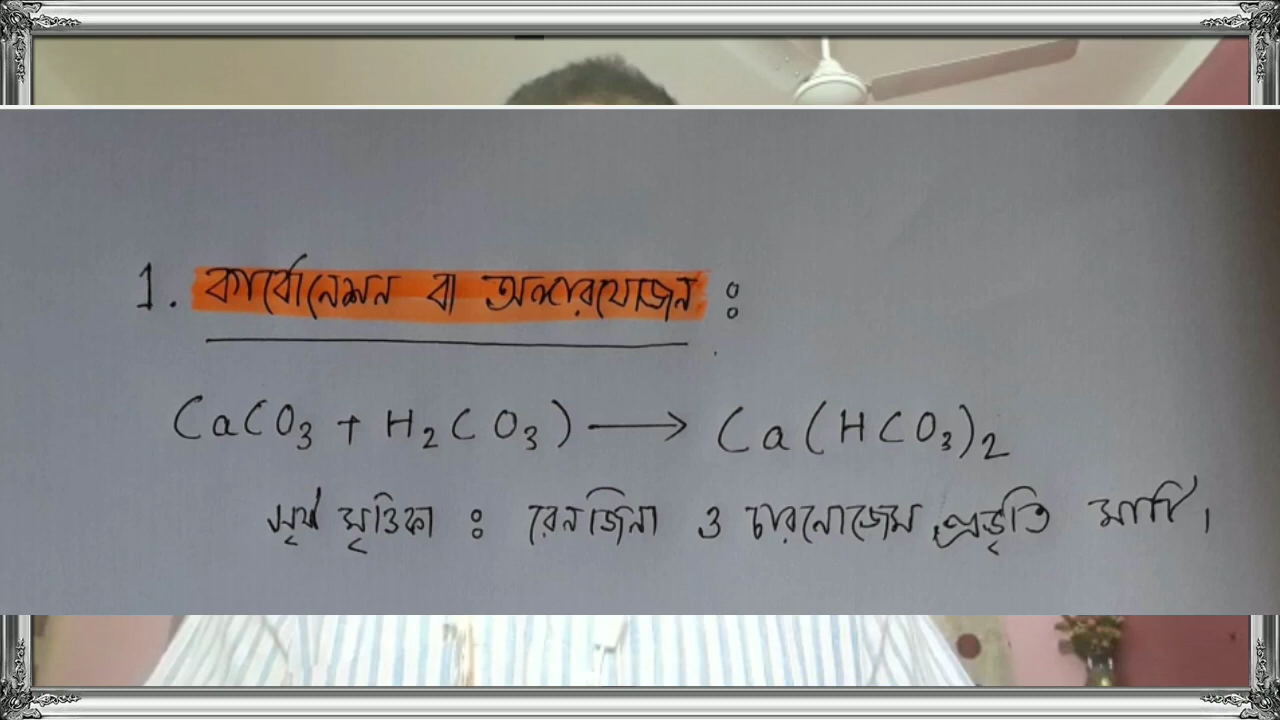 1. কার্বোনেশন বা অঙ্গারযোজন :
CaCO₃ + H₂CO₃) ⟶ Ca(HCO₃)₂
মৃত্তিকা : রেনজিনা ও চারনোজেম প্রভৃতি মাটি।